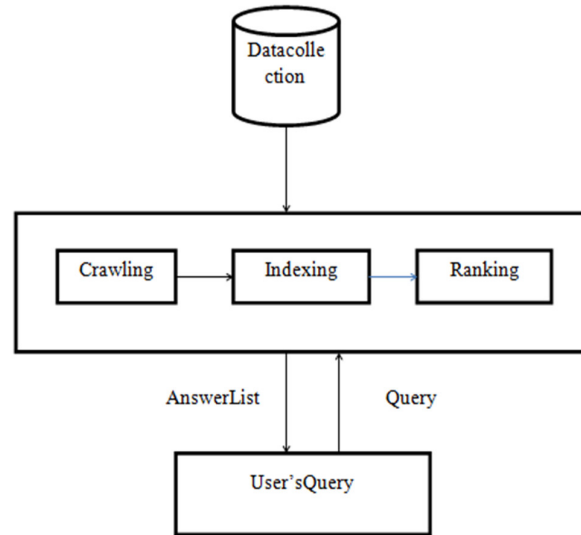 Datacolle
ction
Crawling
Indexing
Ranking
AnswerList
Query
User'sQuery